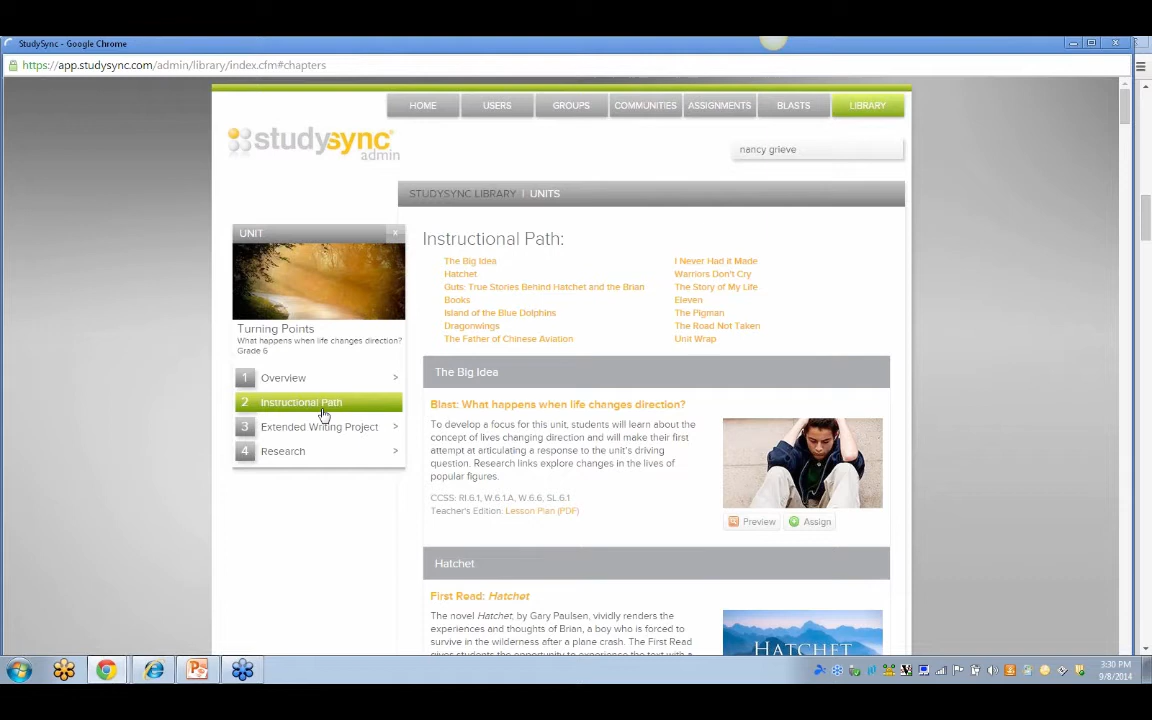 StudySync - Google Chrome
https://app.studysync.com/admin/library/index.cfm#chapters
HOME
USERS
GROUPS
COMMUNITIES
ASSIGNMENTS
BLASTS
LIBRARY
studysync®
admin
nancy grieve
STUDYSYNC LIBRARY | UNITS
UNIT
×
Turning Points
What happens when life changes direction?
Grade 6
1 Overview >
2 Instructional Path
3 Extended Writing Project >
4 Research >
Instructional Path:
The Big Idea
Hatchet
Guts: True Stories Behind Hatchet and the Brian
Books
Island of the Blue Dolphins
Dragonwings
The Father of Chinese Aviation
I Never Had it Made
Warriors Don't Cry
The Story of My Life
Eleven
The Pigman
The Road Not Taken
Unit Wrap
The Big Idea
Blast: What happens when life changes direction?
To develop a focus for this unit, students will learn about the
concept of lives changing direction and will make their first
attempt at articulating a response to the unit's driving
question. Research links explore changes in the lives of
popular figures.
CCSS: RI.6.1, W.6.1.A, W.6.6, SL.6.1
Teacher's Edition: Lesson Plan (PDF)
Preview
Assign
Hatchet
First Read: Hatchet
The novel Hatchet, by Gary Paulsen, vividly renders the
experiences and thoughts of Brian, a boy who is forced to
survive in the wilderness after a plane crash. The First Read
HATCHET
3:30 PM
9/8/2014